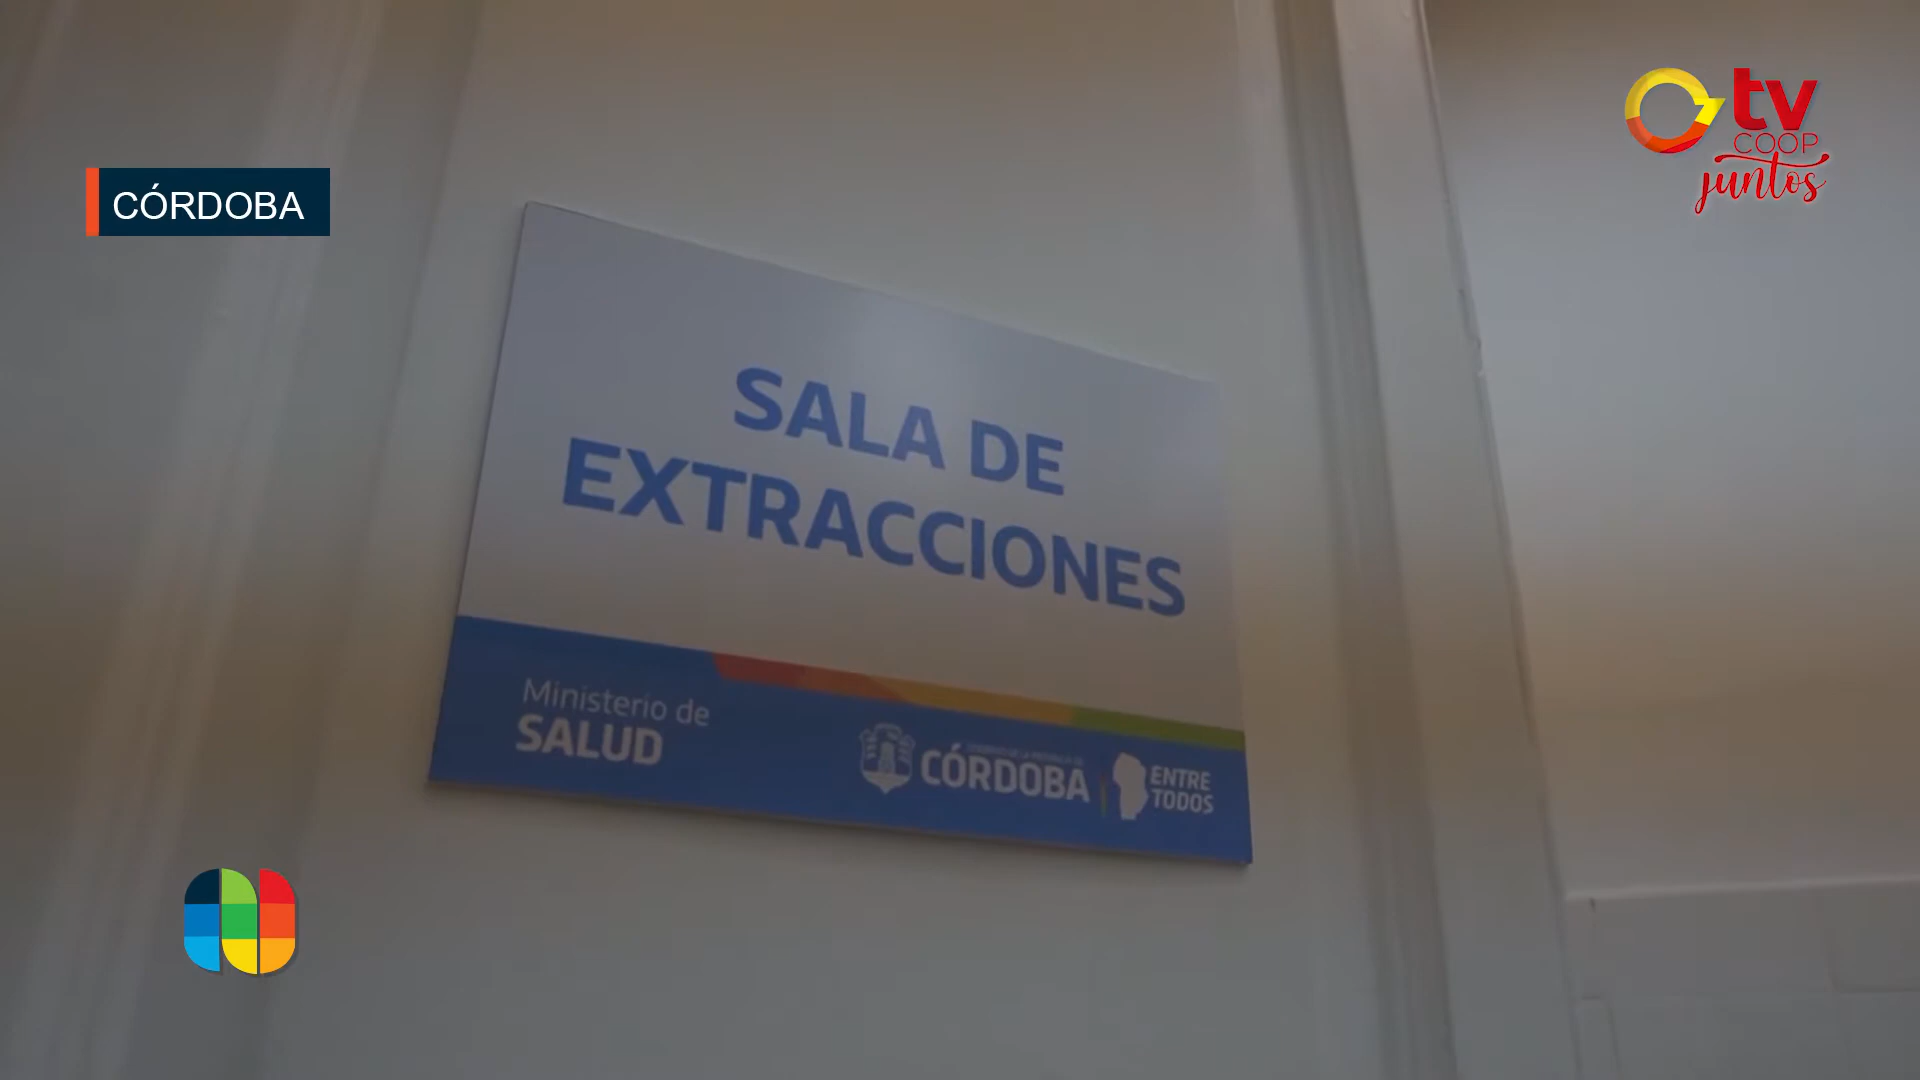 CÓRDOBA
tv
COOP
juntos
SALA DE
EXTRACCIONES
Ministerio de
SALUD
CÓRDOBA
ENTRE
TODOS